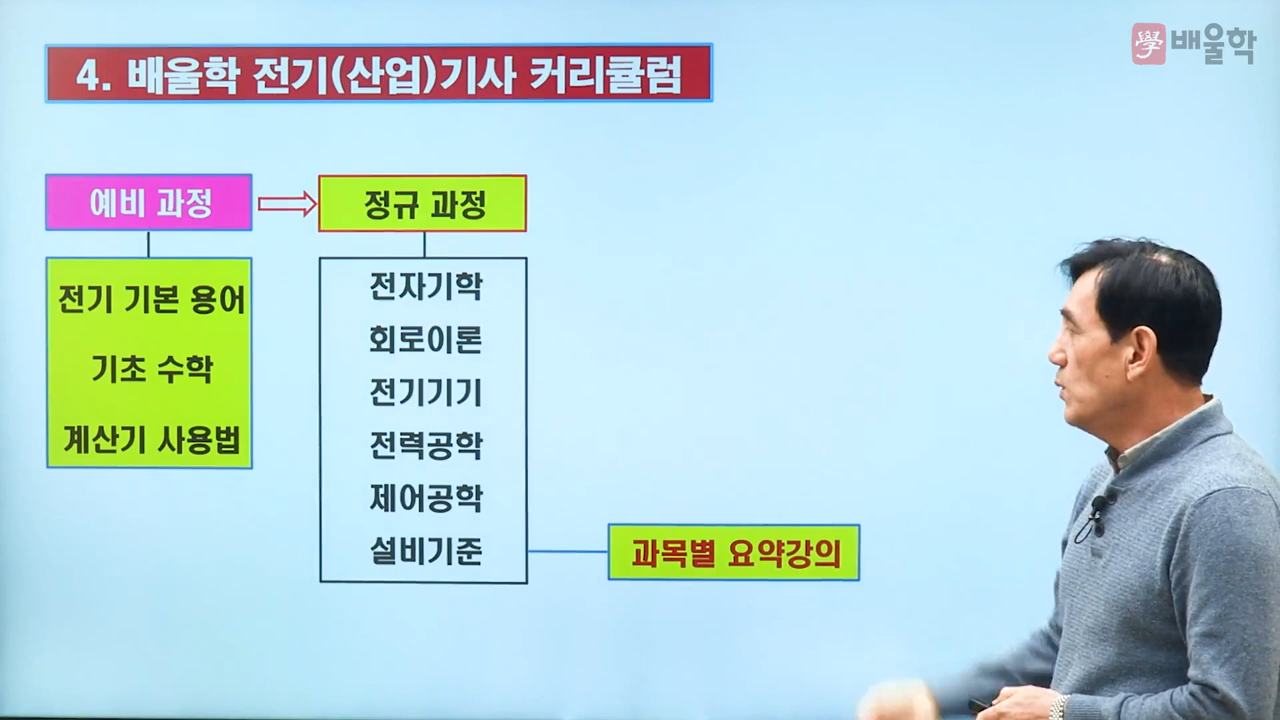 學 배울학
4. 배울학 전기(산업)기사 커리큘럼
예비 과정
정규 과정
전기 기본 용어
기초 수학
계산기 사용법
전자기학
회로이론
전기기기
전력공학
제어공학
설비기준
과목별 요약강의